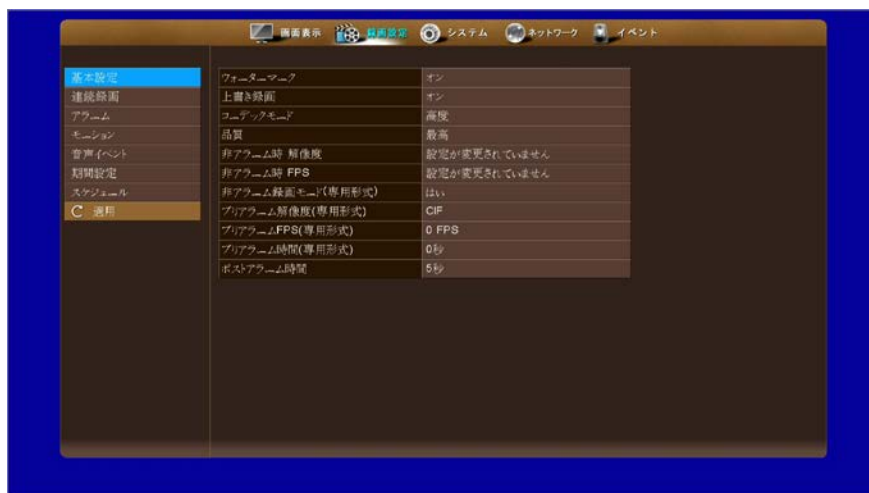 画面表示 録画設定 システム ネットワーク イベント
基本設定
連続録画
アラーム
モーション
音声イベント
期間設定
スケジュール
適用
ウォーターマーク オン
上書き録画 オン
コーデックモード 高度
品質 最高
非アラーム時 解像度 設定が変更されていません
非アラーム時 FPS 設定が変更されていません
非アラーム録画モード(専用形式) はい
プリアラーム解像度(専用形式) CIF
プリアラームFPS(専用形式) 0 FPS
プリアラーム時間(専用形式) 0秒
ポストアラーム時間 5秒